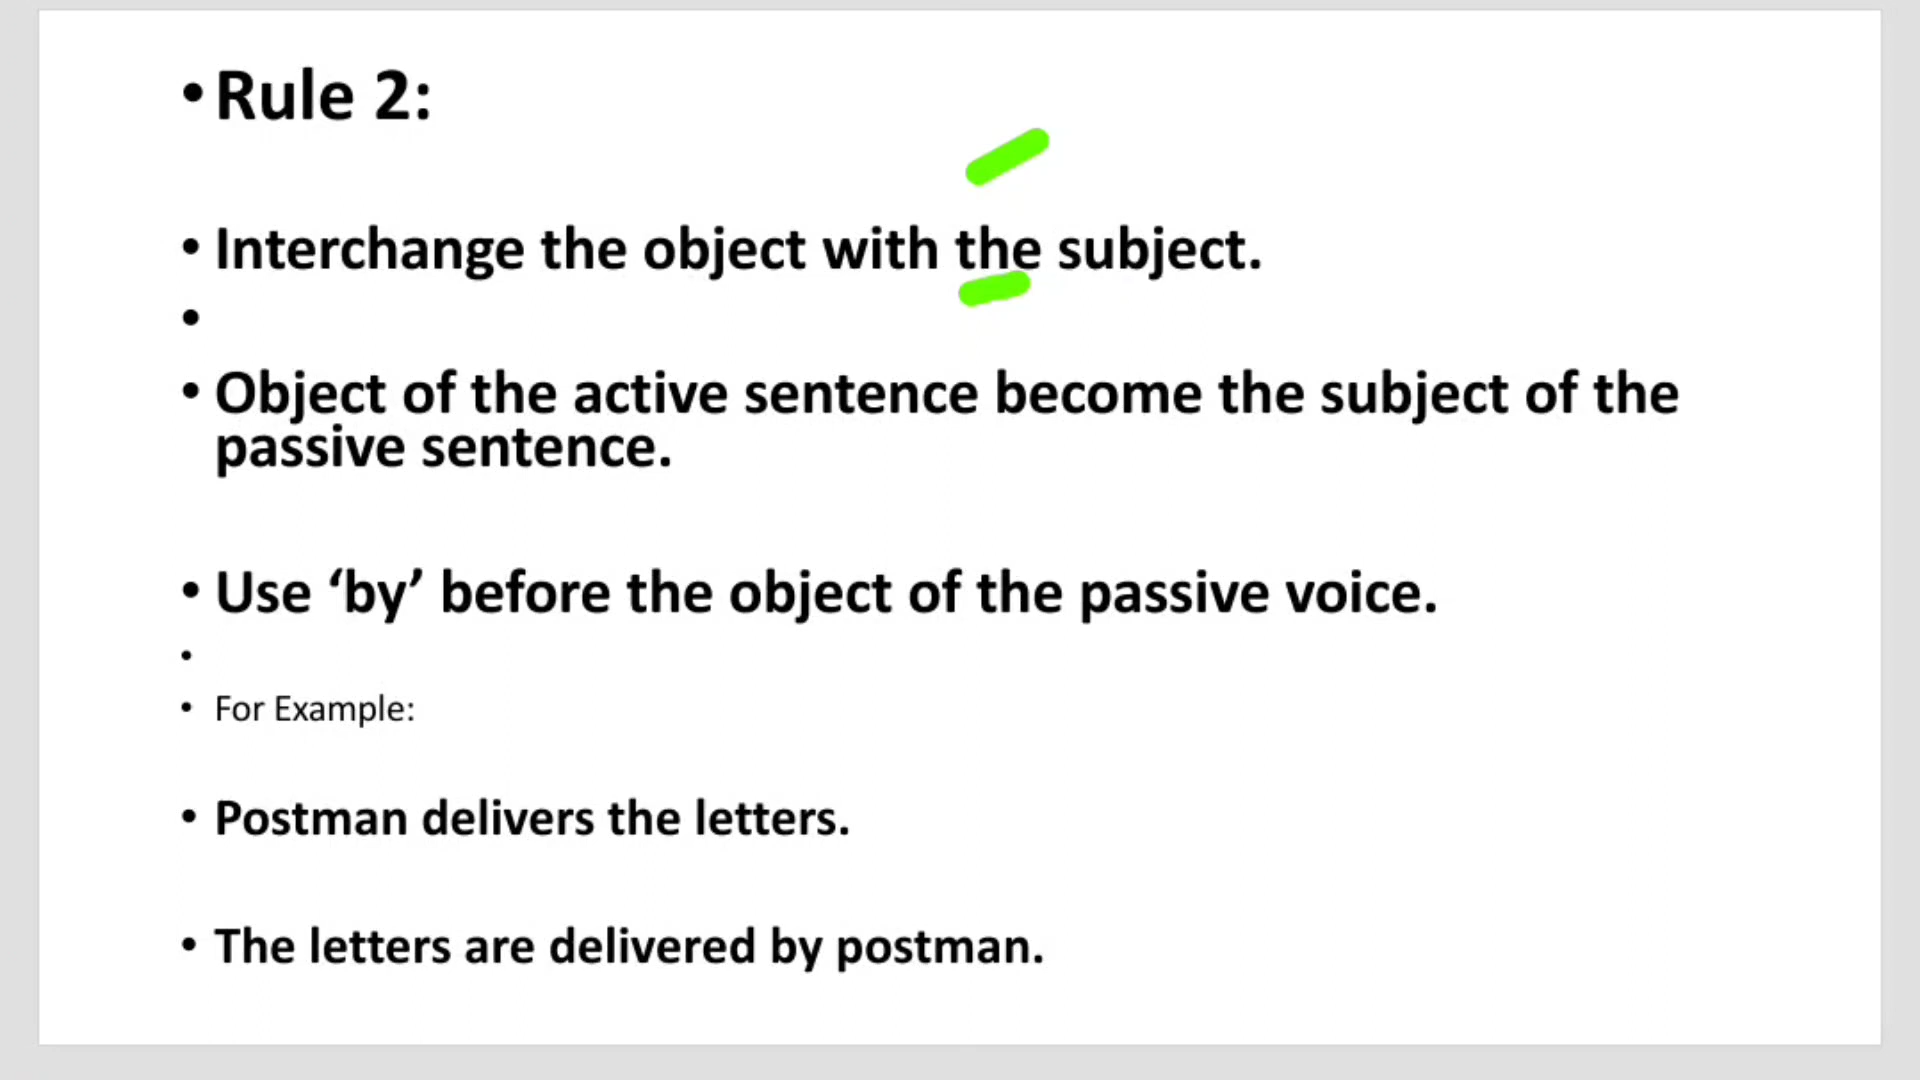 • Rule 2:
• Interchange the object with the subject.
•
• Object of the active sentence become the subject of the
passive sentence.
• Use ‘by’ before the object of the passive voice.
•
• For Example:
• Postman delivers the letters.
• The letters are delivered by postman.